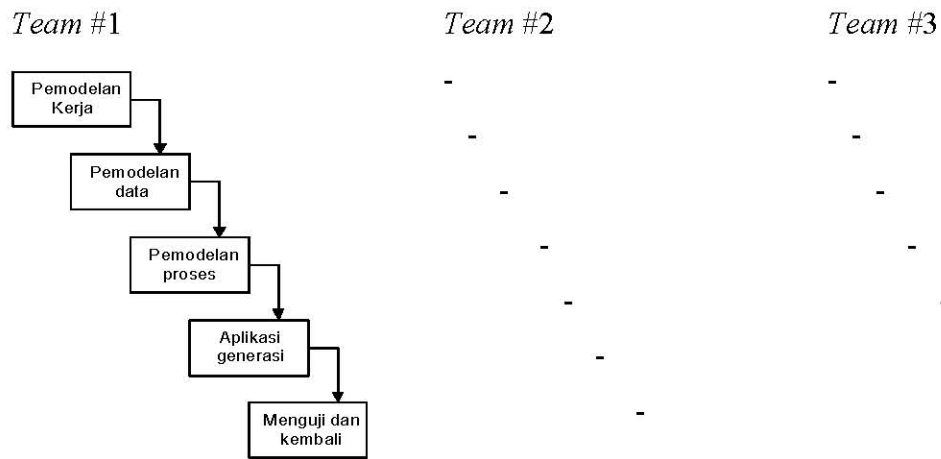 Team #1
Team #2
Team #3
Pemodelan
Kerja
Pemodelan
data
Pemodelan
proses
Aplikasi
generasi
Menguji dan
kembali